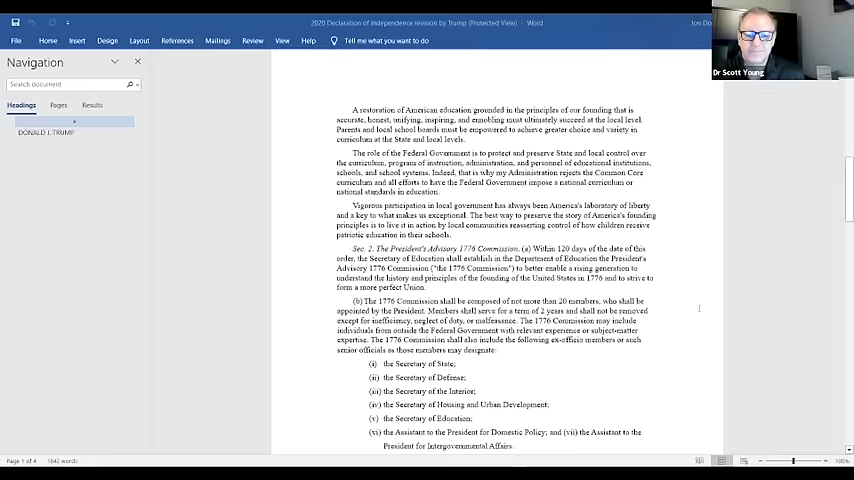 2020 Declaration of Independence revision by Trump (Protected View) - Word
Jon Do
File Home Insert Design Layout References Mailings Review View Help Tell me what you want to do
Dr Scott Young
Navigation
Search document
Headings Pages Results
DONALD J. TRUMP
A restoration of American education grounded in the principles of our founding that is
accurate, honest, unifying, inspiring, and ennobling must ultimately succeed at the local level.
Parents and local school boards must be empowered to achieve greater choice and variety in
curriculum at the State and local levels.
The role of the Federal Government is to protect and preserve State and local control over
the curriculum, program of instruction, administration, and personnel of educational institutions,
schools, and school systems. Indeed, that is why my Administration rejects the Common Core
curriculum and all efforts to have the Federal Government impose a national curriculum or
national standards in education.
Vigorous participation in local government has always been America's laboratory of liberty
and a key to what makes us exceptional. The best way to preserve the story of America's founding
principles is to live it in action by local communities reasserting control of how children receive
patriotic education in their schools.
Sec. 2. The President's Advisory 1776 Commission. (a) Within 120 days of the date of this
order, the Secretary of Education shall establish in the Department of Education the President's
Advisory 1776 Commission ("the 1776 Commission") to better enable a rising generation to
understand the history and principles of the founding of the United States in 1776 and to strive to
form a more perfect Union.
(b) The 1776 Commission shall be composed of not more than 20 members, who shall be
appointed by the President. Members shall serve for a term of 2 years and shall not be removed
except for inefficiency, neglect of duty, or malfeasance. The 1776 Commission may include
individuals from outside the Federal Government with relevant experience or subject-matter
expertise. The 1776 Commission shall also include the following ex-officio members or such
senior officials as those members may designate:
(i) the Secretary of State;
(ii) the Secretary of Defense;
(iii) the Secretary of the Interior;
(iv) the Secretary of Housing and Urban Development;
(v) the Secretary of Education;
(vi) the Assistant to the President for Domestic Policy; and (vii) the Assistant to the
President for Intergovernmental Affairs.
Page 1 of 4 1642 words
100%